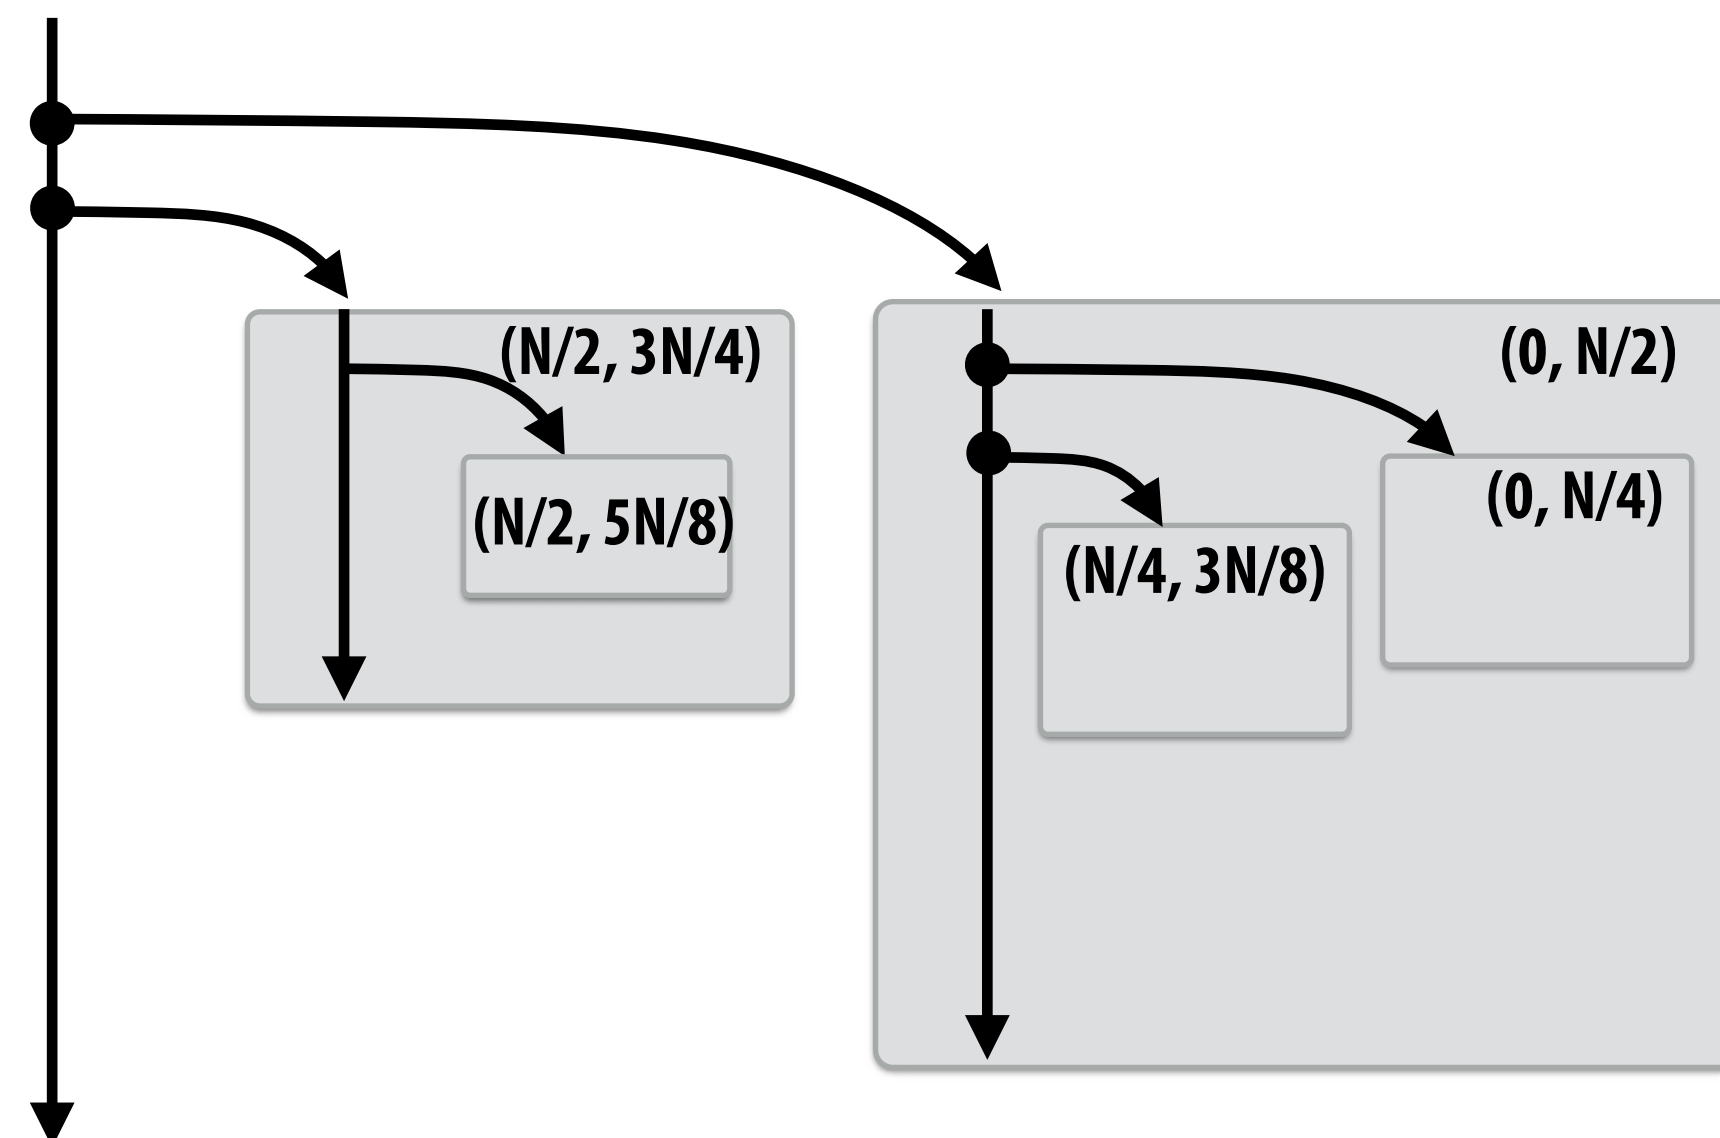 (N/2, 3N/4)
(0, N/2)
(N/2, 5N/8)
(0, N/4)
(N/4, 3N/8)